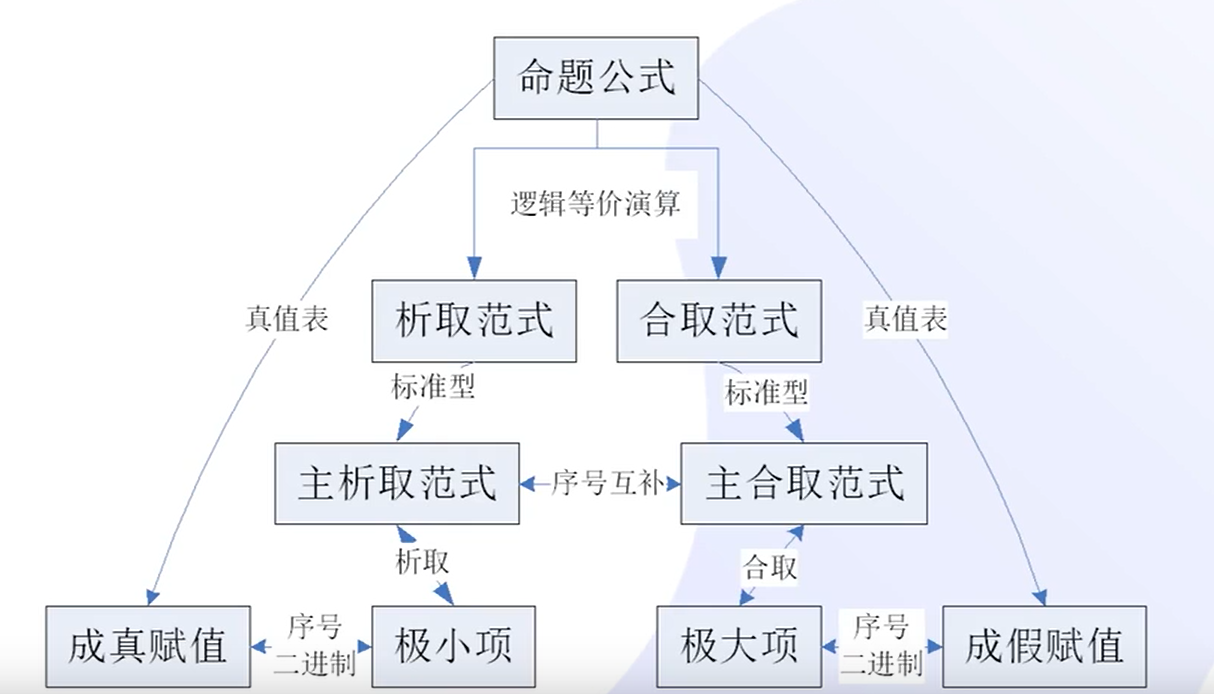 命题公式
逻辑等价演算
真值表
析取范式
合取范式
真值表
标准型
标准型
主析取范式
序号互补
主合取范式
析取
合取
成真赋值
序号
二进制
极小项
极大项
序号
二进制
成假赋值